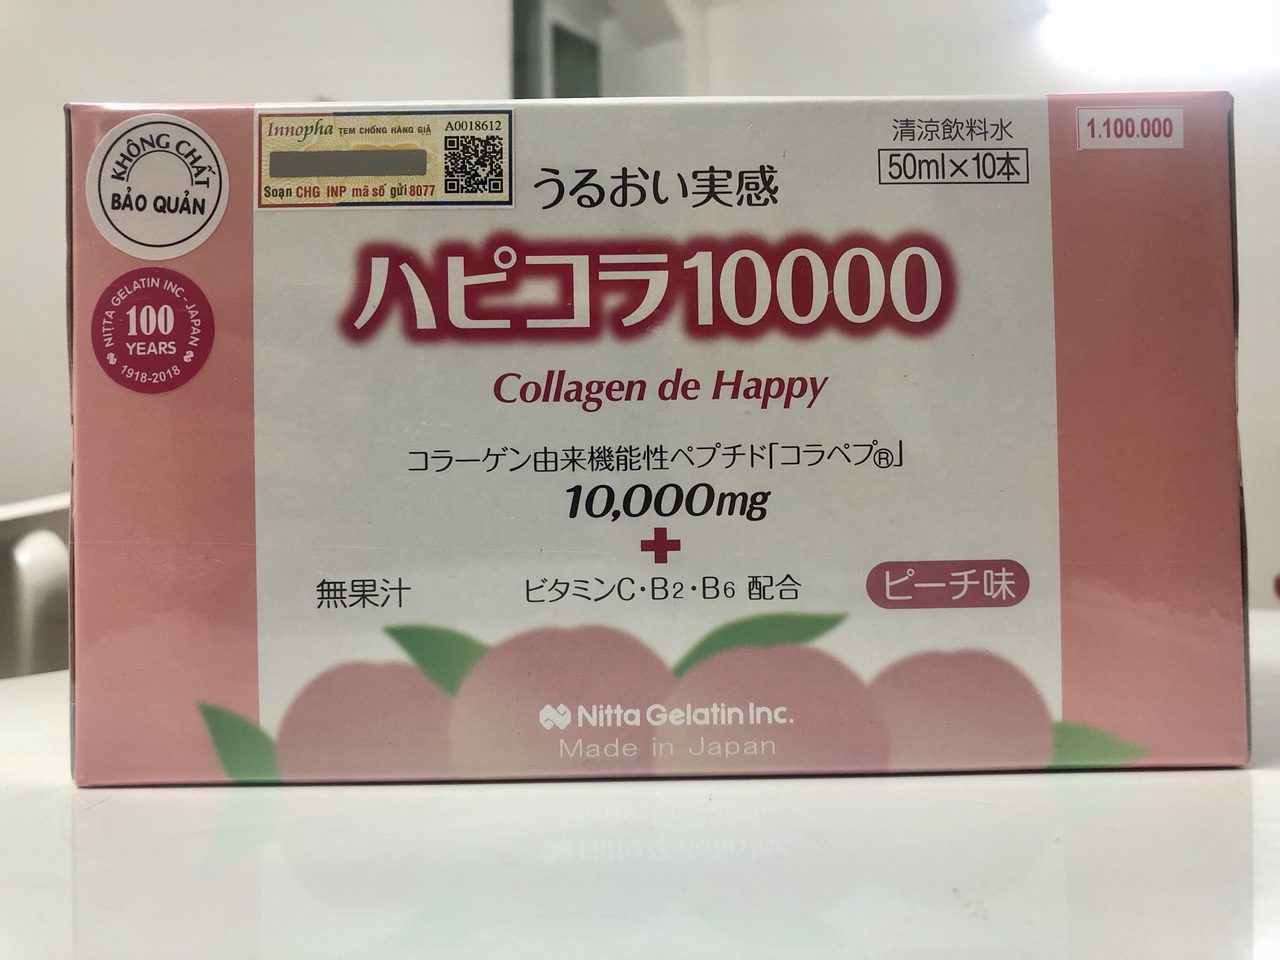 KHÔNG CHẤT
BẢO QUẢN
Innopha TEM CHỐNG HÀNG GIẢ A0018612
Soạn CHG INP mã số gửi 8077
清涼飲料水
50ml×10本
1.100.000
うるおい実感
NITTA GELATIN INC - JAPAN
100
YEARS
1918-2018
ハピコラ10000
Collagen de Happy
コラーゲン由来機能性ペプチド「コラペプ®」
10,000mg
+
無果汁 ビタミンC・B2・B6 配合 ピーチ味
Nitta Gelatin Inc.
Made in Japan